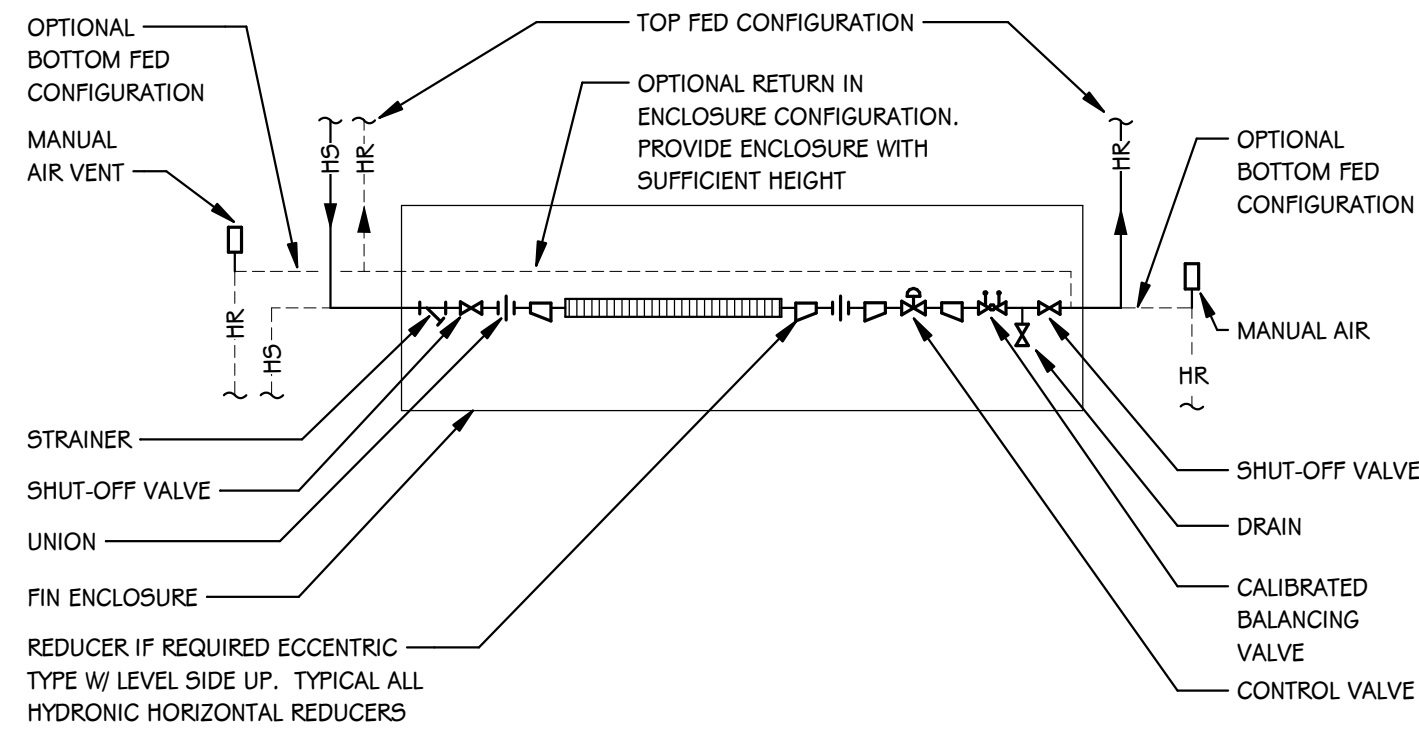 OPTIONAL
BOTTOM FED
CONFIGURATION
MANUAL
AIR VENT
TOP FED CONFIGURATION
OPTIONAL RETURN IN
ENCLOSURE CONFIGURATION.
PROVIDE ENCLOSURE WITH
SUFFICIENT HEIGHT
OPTIONAL
BOTTOM FED
CONFIGURATION
MANUAL AIR
HS
HR
HR
HR
HS
HR
STRAINER
SHUT-OFF VALVE
UNION
FIN ENCLOSURE
REDUCER IF REQUIRED ECCENTRIC
TYPE W/ LEVEL SIDE UP. TYPICAL ALL
HYDRONIC HORIZONTAL REDUCERS
SHUT-OFF VALVE
DRAIN
CALIBRATED
BALANCING
VALVE
CONTROL VALVE